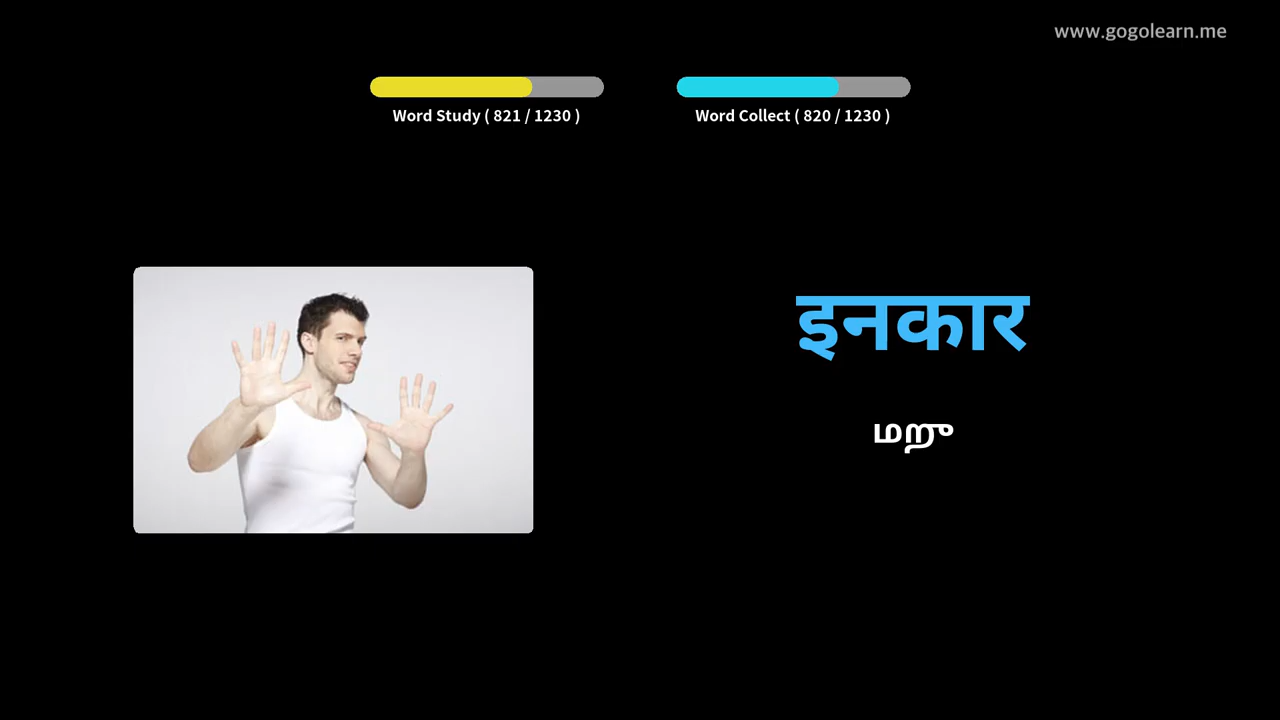 www.gogolearn.me
Word Study ( 821 / 1230 )
Word Collect ( 820 / 1230 )
इनकार
மறு